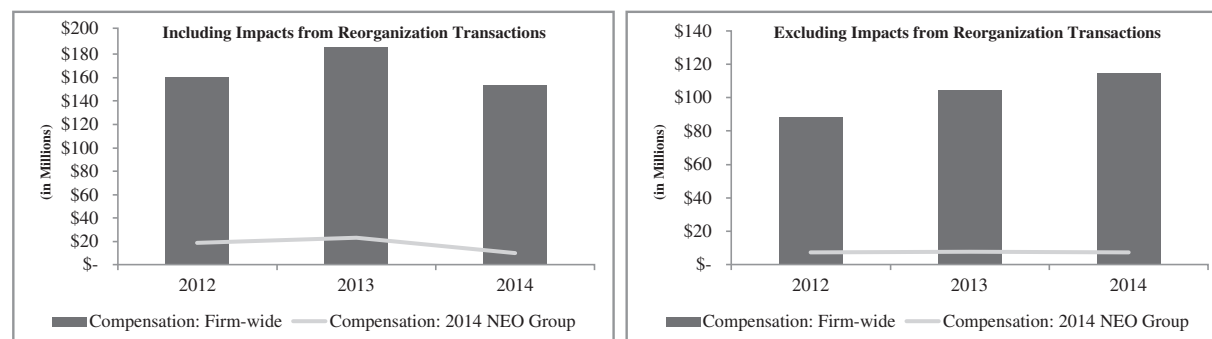 Including Impacts from Reorganization Transactions
(in Millions)
$200
$180
$160
$140
$120
$100
$80
$60
$40
$20
$-
2012 2013 2014
Compensation: Firm-wide Compensation: 2014 NEO Group
Excluding Impacts from Reorganization Transactions
(in Millions)
$140
$120
$100
$80
$60
$40
$20
$-
2012 2013 2014
Compensation: Firm-wide Compensation: 2014 NEO Group